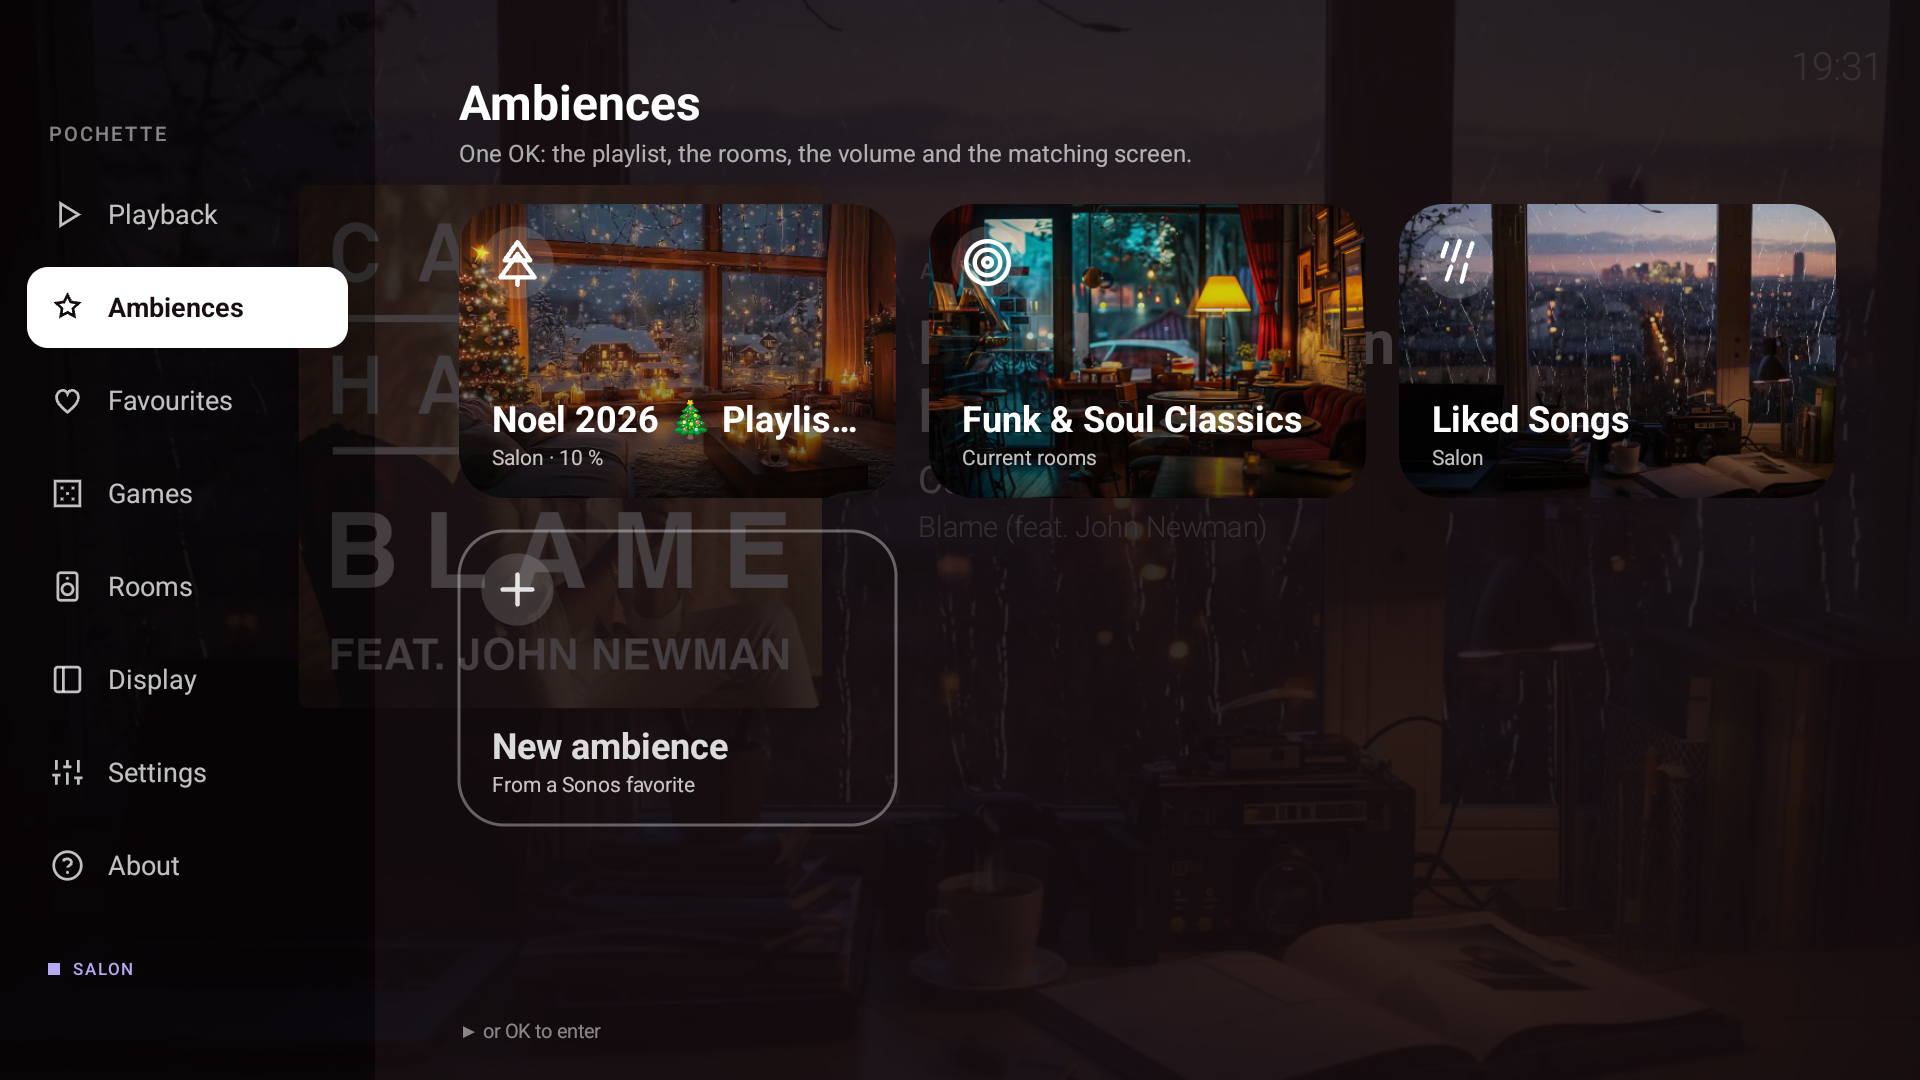 19:31
POCHETTE
Playback
Ambiences
Favourites
Games
Rooms
Display
Settings
About
SALON
Ambiences
One OK: the playlist, the rooms, the volume and the matching screen.
Noel 2026 🎄 Playlis...
Salon · 10 %
Funk & Soul Classics
Current rooms
Liked Songs
Salon
New ambience
From a Sonos favorite
C A
H A
BLAME
FEAT. JOHN NEWMAN
Blame (feat. John Newman)
► or OK to enter